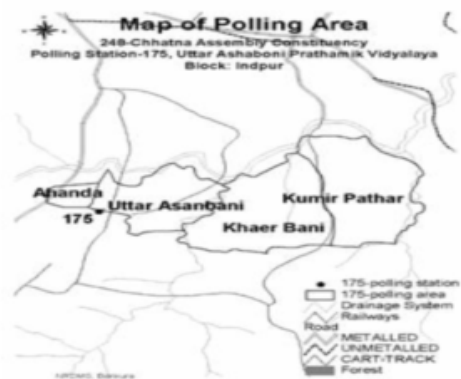 Map of Polling Area
248-Chhatna Assembly Constituency
Polling Station-175, Uttar Ashaboni Prathamik Vidyalaya
Block: Indpur
Ahanda
Uttar Asanbani
Kumir Pathar
175
Khaer Bani
175-polling station
175-polling area
Drainage System
Railways
Road
METALLED
UNMETALLED
CART-TRACK
Forest
NRDMS, Bankura